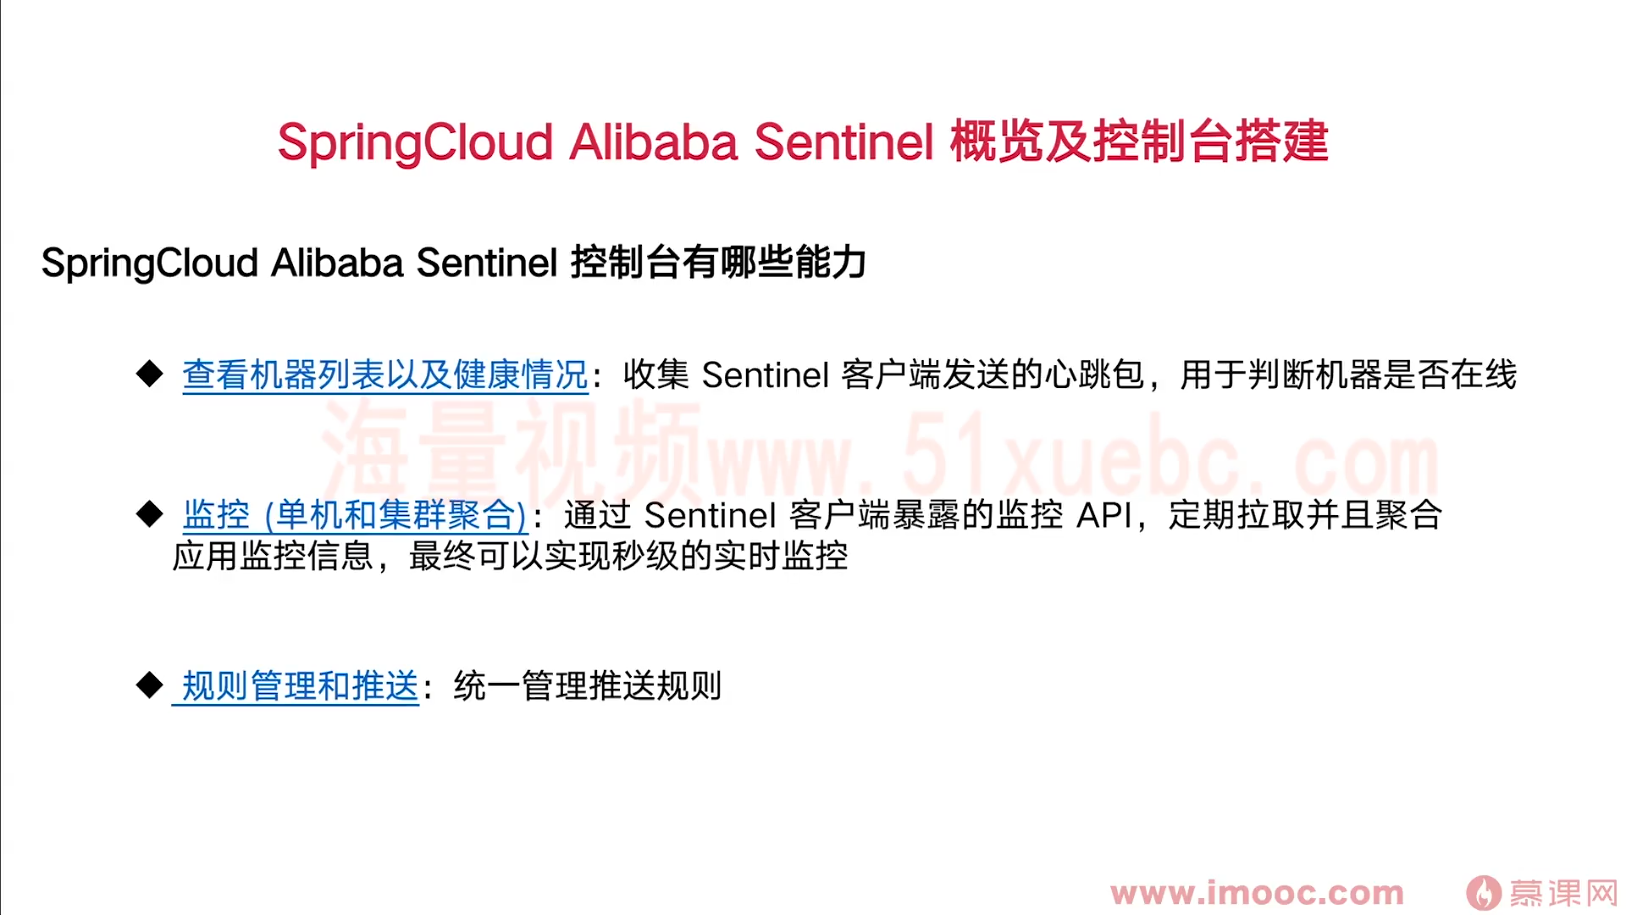 SpringCloud Alibaba Sentinel 概览及控制台搭建
SpringCloud Alibaba Sentinel 控制台有哪些能力
◆ 查看机器列表以及健康情况：收集 Sentinel 客户端发送的心跳包，用于判断机器是否在线
海量视频www.51xuebc.com
◆ 监控 (单机和集群聚合)：通过 Sentinel 客户端暴露的监控 API，定期拉取并且聚合
应用监控信息，最终可以实现秒级的实时监控
◆ 规则管理和推送：统一管理推送规则
www.imooc.com 慕课网